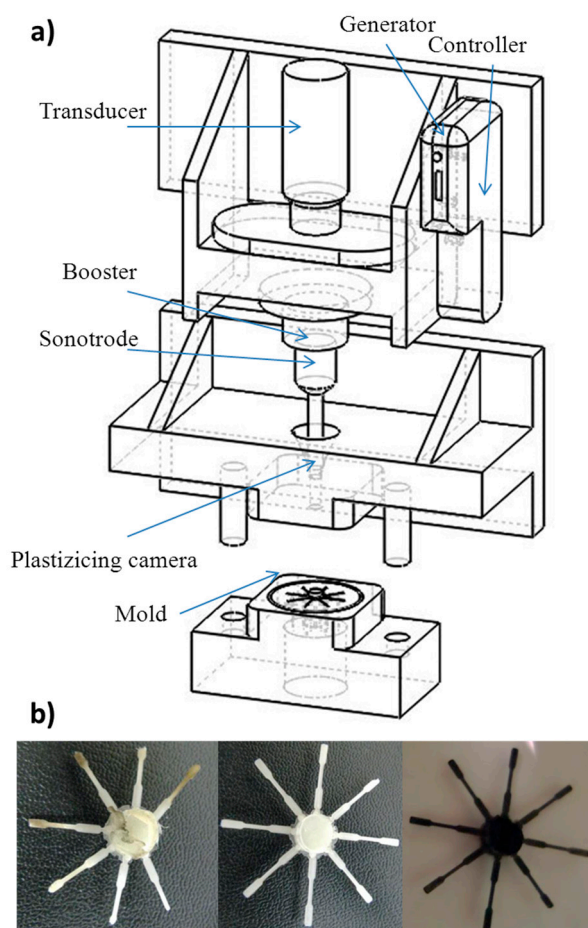 a)
Generator
Controller
Transducer
Booster
Sonotrode
Plastizicing camera
Mold
b)